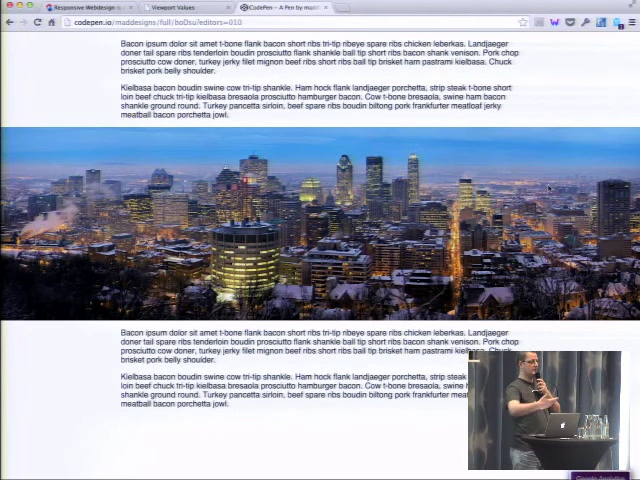 Responsive Webdesign
Viewport Values
CodePen - A Pen by madd
codepen.io/maddesigns/full/boDsu?editores=010
Bacon ipsum dolor sit amet t-bone flank bacon short ribs tri-tip ribeye spare ribs chicken leberkas. Landjaeger
doner tail spare ribs tenderloin boudin prosciutto flank shankle ball tip short ribs bacon shank venison. Pork chop
prosciutto cow doner, turkey jerky filet mignon beef ribs short ribs ball tip brisket ham pastrami kielbasa. Chuck
brisket pork belly shoulder.
Kielbasa bacon boudin swine cow tri-tip shankle. Ham hock flank landjaeger porchetta, strip steak t-bone short
loin beef chuck tri-tip kielbasa bresaola prosciutto hamburger bacon. Cow t-bone bresaola, swine ham bacon
shankle ground round. Turkey pancetta sirloin, beef spare ribs boudin biltong pork frankfurter meatloaf jerky
meatball bacon porchetta jowl.
Bacon ipsum dolor sit amet t-bone flank bacon short ribs tri-tip ribeye spare ribs chicken leberkas. Landjaeger
doner tail spare ribs tenderloin boudin prosciutto flank shankle ball tip short ribs bacon shank venison. Pork chop
prosciutto cow doner, turkey jerky filet mignon beef ribs short ribs ball tip brisket ham pastrami kielbasa. Chuck
brisket pork belly shoulder.
Kielbasa bacon boudin swine cow tri-tip shankle. Ham hock flank
loin beef chuck tri-tip kielbasa bresaola prosciutto hamburger bacon. Cow t-bone bresaola, swine
shankle ground round. Turkey pancetta sirloin, beef spare ribs boudin biltong pork frankfurter
meatball bacon porchetta jowl.